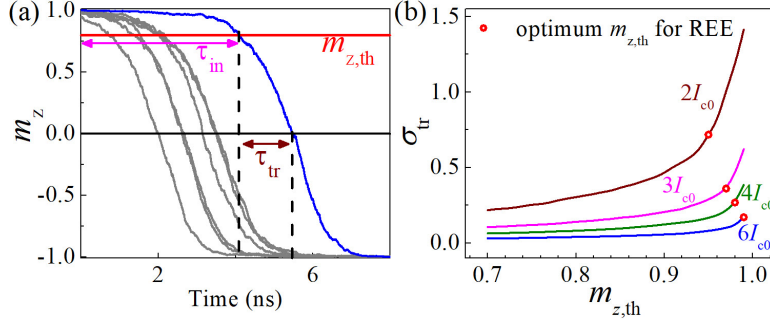 (a)
1.0
0.5
0.0
-0.5
-1.0
m_z
τ_in
m_z,th
τ_tr
2
6
Time (ns)
(b)
optimum m_z,th for REE
1.5
1.0
0.5
0.0
σ_tr
2I_c0
3I_c0
4I_c0
6I_c0
0.7
0.8
0.9
1.0
m_z,th